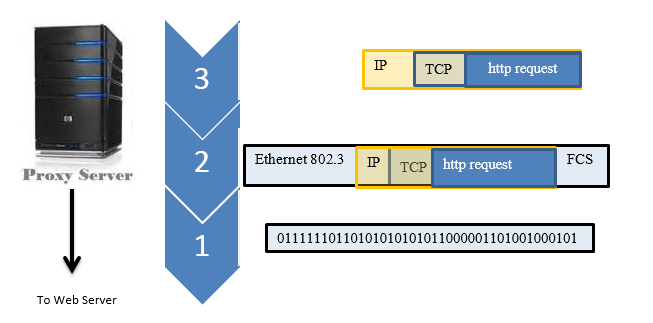 3
IP
TCP
http request
Ethernet 802.3
IP
TCP
http request
FCS
2
Proxy Server
1
01111110110101010101011000001101001000101
To Web Server